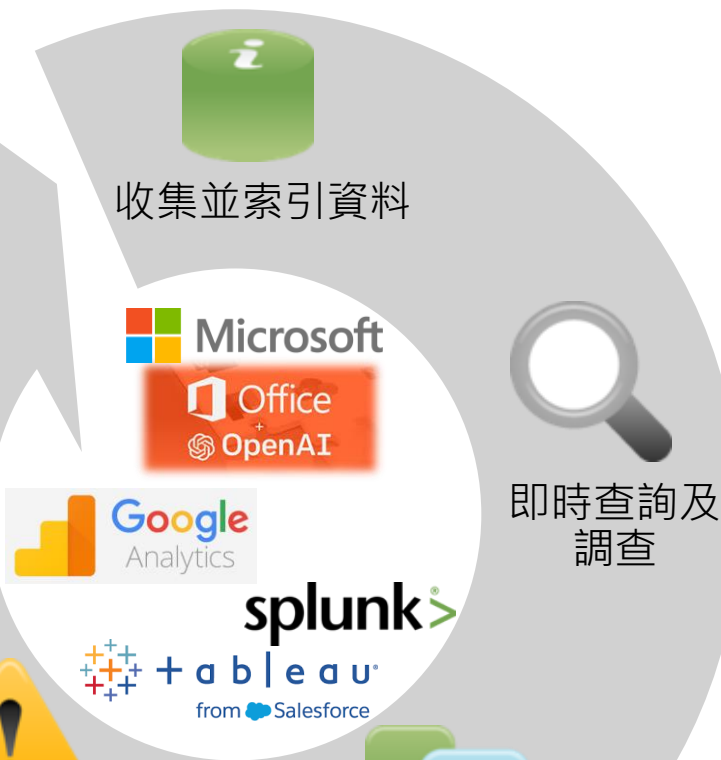 i
收集並索引資料
Microsoft
Office
+
OpenAI
即時查詢及
調查
Google
Analytics
splunk>
+ableau
from Salesforce